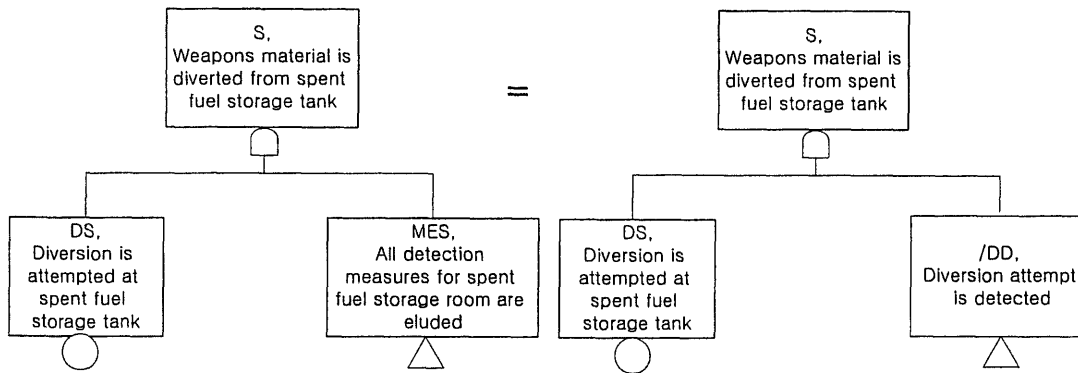 S,
Weapons material is
diverted from spent
fuel storage tank
=
S,
Weapons material is
diverted from spent
fuel storage tank
DS,
Diversion is
attempted at
spent fuel
storage tank
MES,
All detection
measures for spent
fuel storage room are
eluded
DS,
Diversion is
attempted at
spent fuel
storage tank
/DD,
Diversion attempt
is detected